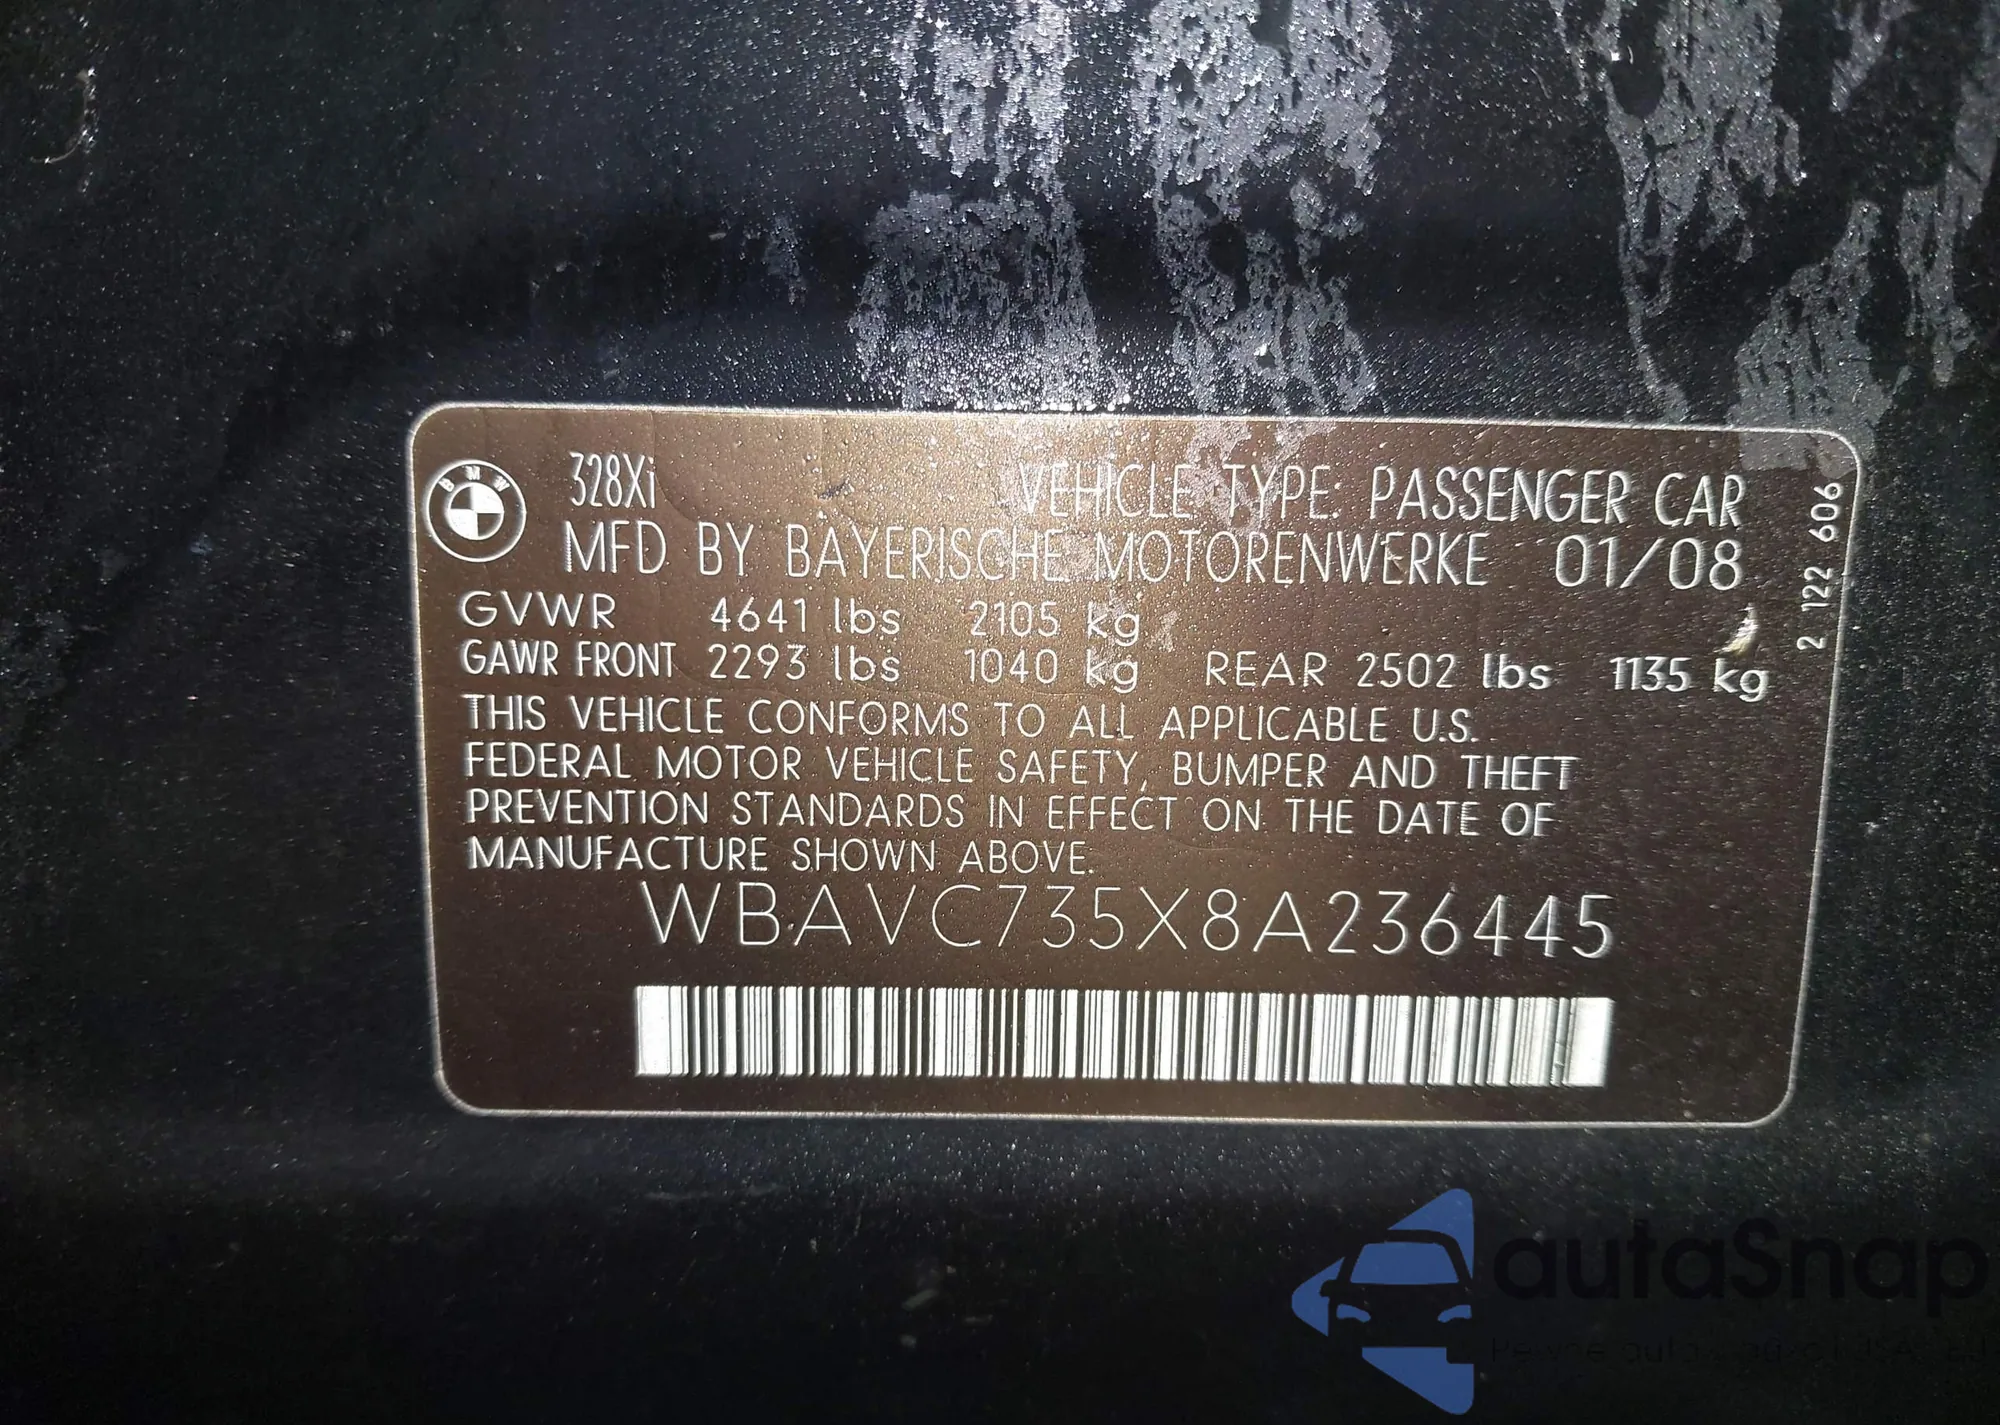 BMW
328Xi VEHICLE TYPE: PASSENGER CAR
MFD BY BAYERISCHE MOTORENWERKE 01/08
GVWR 4641 lbs 2105 kg
GAWR FRONT 2293 lbs 1040 kg REAR 2502 lbs 1135 kg
THIS VEHICLE CONFORMS TO ALL APPLICABLE U.S.
FEDERAL MOTOR VEHICLE SAFETY, BUMPER AND THEFT
PREVENTION STANDARDS IN EFFECT ON THE DATE OF
MANUFACTURE SHOWN ABOVE.
WBAVC735X8A236445
2 122 606
autaSnap